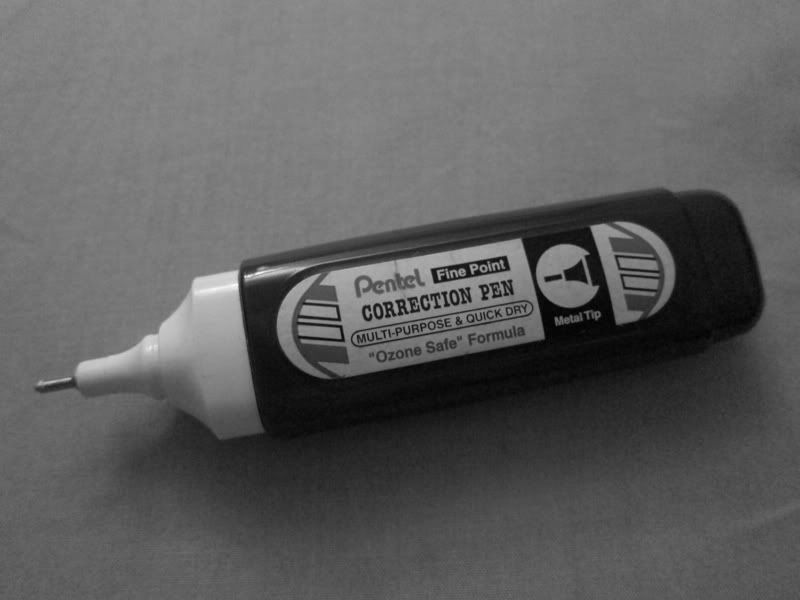 Pentel Fine Point
CORRECTION PEN
MULTI-PURPOSE & QUICK DRY
"Ozone Safe" Formula
Metal Tip